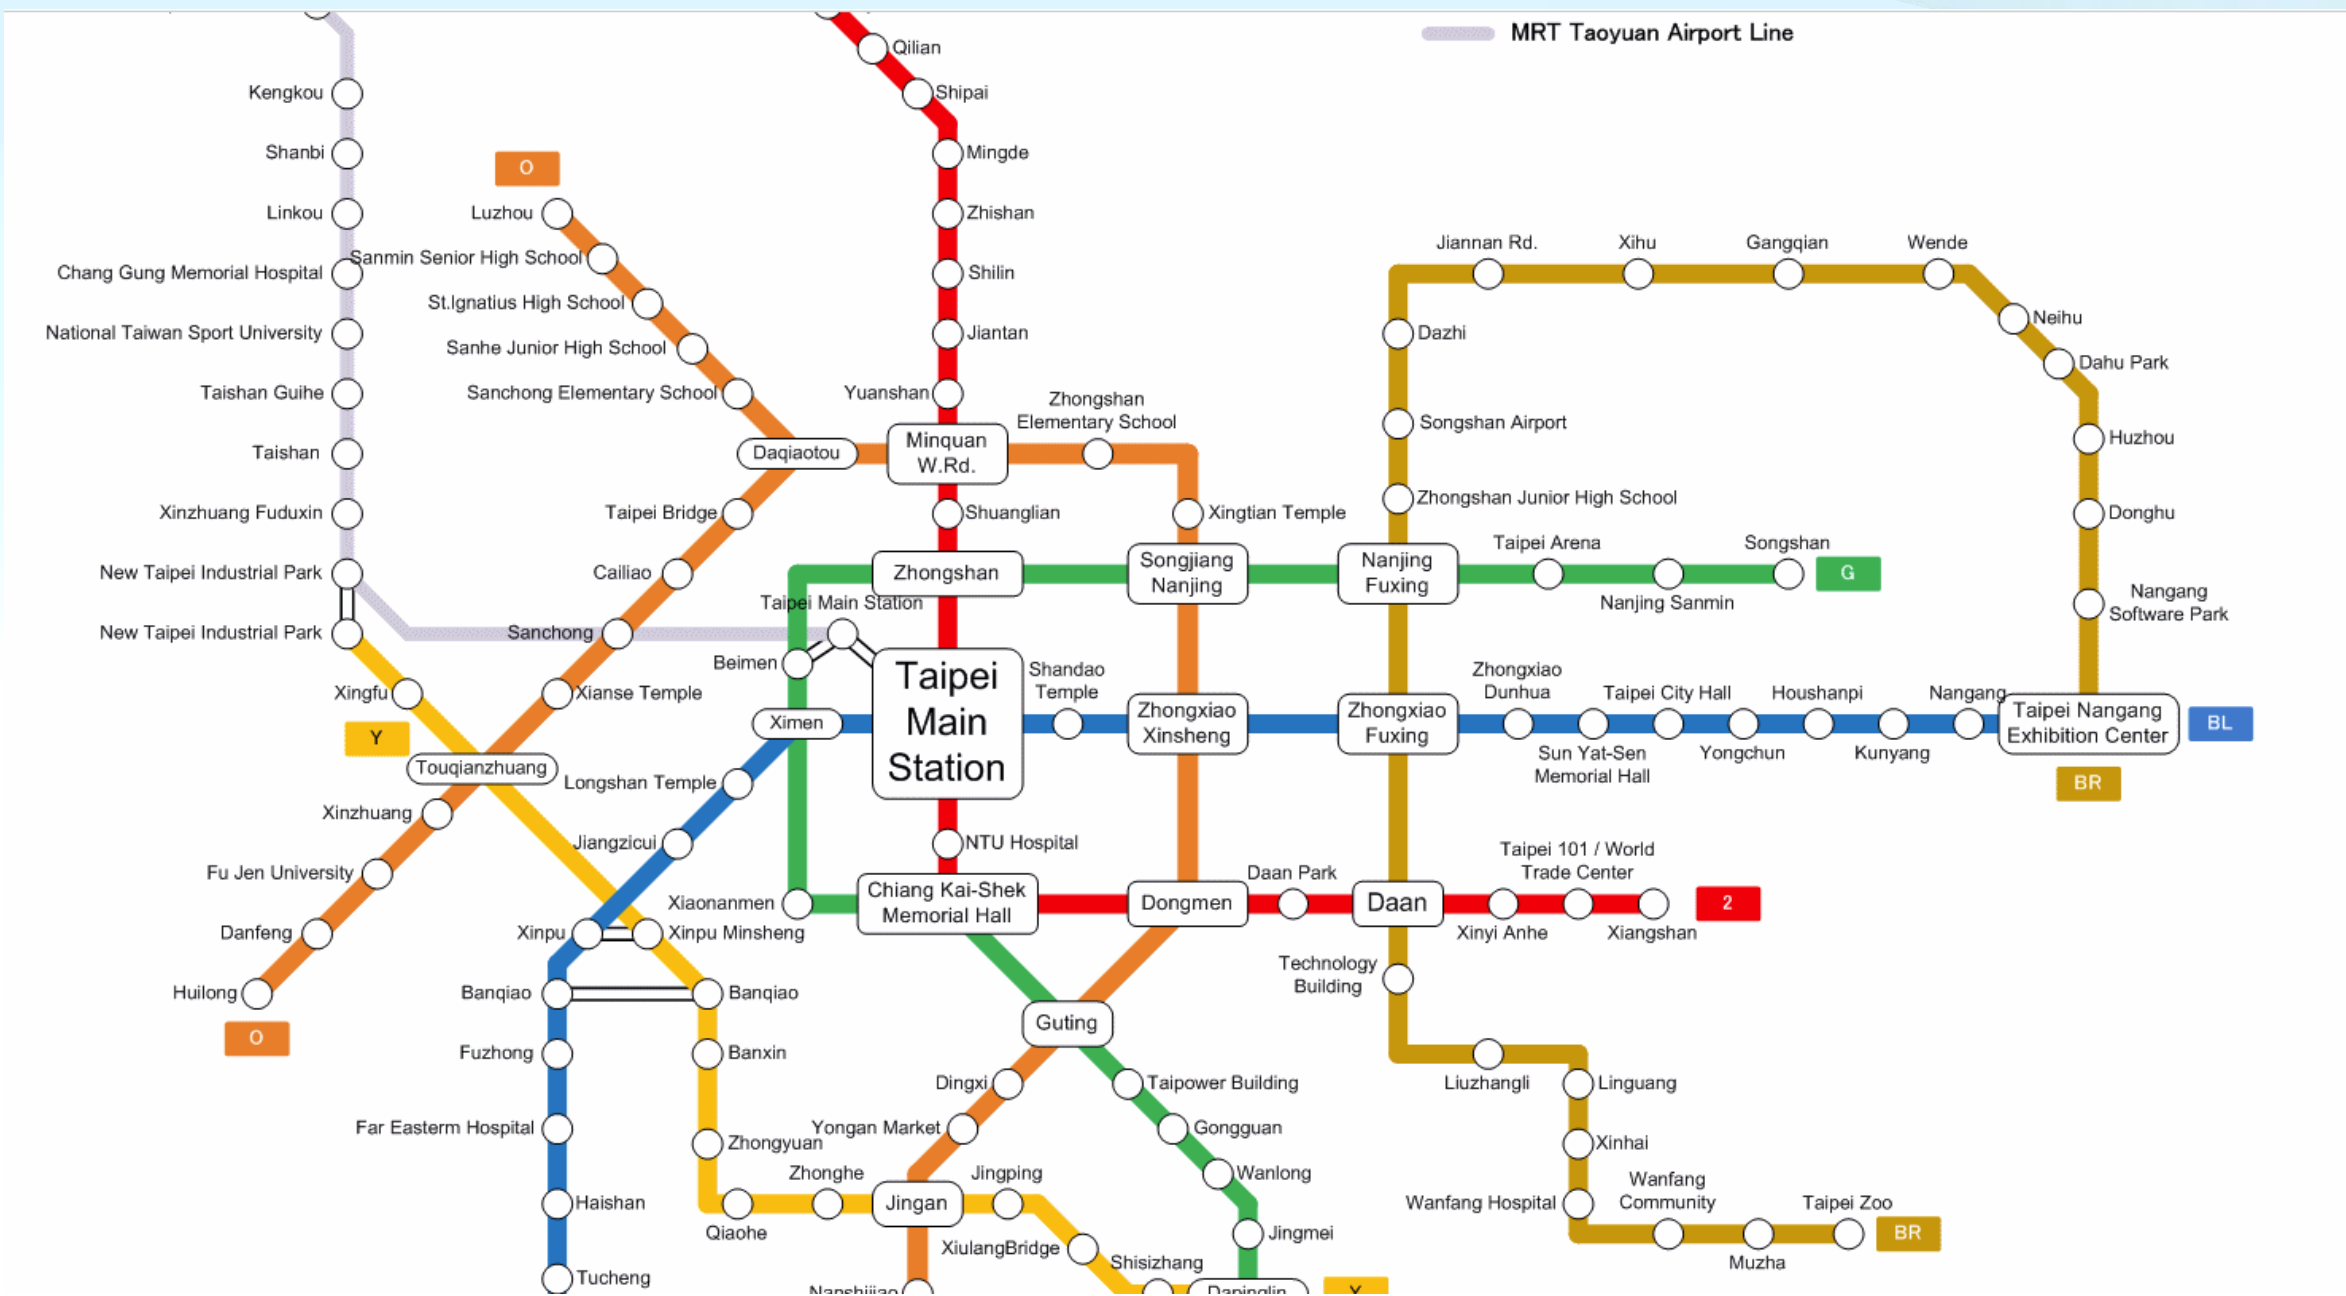 MRT Taoyuan Airport Line
Qilian
Kengkou
Shipai
Shanbi
O
Mingde
Linkou
Luzhou
Zhishan
Sanmin Senior High School
Jiannan Rd.
Xihu
Gangqian
Wende
Chang Gung Memorial Hospital
Shilin
St.Ignatius High School
Neihu
National Taiwan Sport University
Sanhe Junior High School
Jiantan
Dazhi
Dahu Park
Taishan Guihe
Sanchong Elementary School
Yuanshan
Zhongshan
Elementary School
Songshan Airport
Huzhou
Taishan
Daqiaotou
Minquan
W.Rd.
Zhongshan Junior High School
Xinzhuang Fuduxin
Taipei Bridge
Shuanglian
Xingtian Temple
Donghu
Taipei Arena
Songshan
New Taipei Industrial Park
Cailiao
Zhongshan
Songjiang
Nanjing
Nanjing
Fuxing
G
Taipei Main Station
Nanjing Sanmin
Nangang
Software Park
New Taipei Industrial Park
Sanchong
Beimen
Xingfu
Xianse Temple
Taipei
Main
Station
Shandao
Temple
Zhongxiao
Dunhua
Taipei City Hall
Houshanpi
Nangang
Y
Ximen
Zhongxiao
Xinsheng
Zhongxiao
Fuxing
Taipei Nangang
Exhibition Center
BL
Sun Yat-Sen
Memorial Hall
Yongchun
Kunyang
Touqianzhuang
Longshan Temple
BR
Xinzhuang
Jiangzicui
NTU Hospital
Fu Jen University
Daan Park
Taipei 101 / World
Trade Center
Xiaonanmen
Chiang Kai-Shek
Memorial Hall
Dongmen
Daan
2
Danfeng
Xinpu
Xinpu Minsheng
Xinyi Anhe
Xiangshan
Huilong
Banqiao
Banqiao
Technology
Building
O
Guting
Fuzhong
Banxin
Dingxi
Taipower Building
Liuzhangli
Linguang
Far Easterm Hospital
Zhongyuan
Yongan Market
Gongguan
Xinhai
Zhonghe
Jingping
Wanlong
Haishan
Jingan
Wanfang Hospital
Wanfang
Community
Taipei Zoo
Qiaohe
XiulangBridge
Jingmei
BR
Shisizhang
Muzha
Tucheng
Nanshijiao
Dapinglin
Y